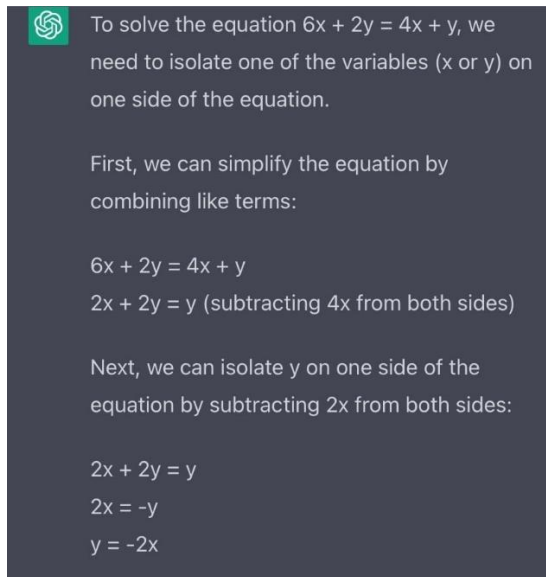 To solve the equation 6x + 2y = 4x + y, we
need to isolate one of the variables (x or y) on
one side of the equation.
First, we can simplify the equation by
combining like terms:
6x + 2y = 4x + y
2x + 2y = y (subtracting 4x from both sides)
Next, we can isolate y on one side of the
equation by subtracting 2x from both sides:
2x + 2y = y
2x = -y
y = -2x